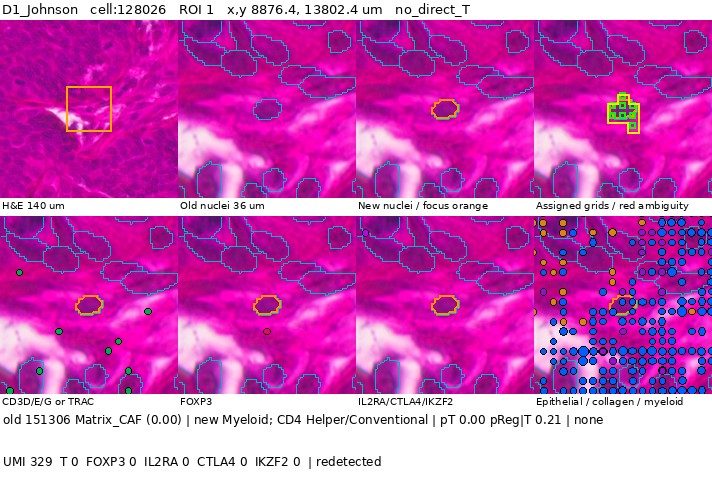 D1_Johnson cell:128026 ROI 1 x,y 8876.4, 13802.4 um no_direct_T
H&E 140 um
Old nuclei 36 um
New nuclei / focus orange
Assigned grids / red ambiguity
CD3D/E/G or TRAC
FOXP3
IL2RA/CTLA4/IKZF2
Epithelial / collagen / myeloid
old 151306 Matrix_CAF (0.00) | new Myeloid; CD4 Helper/Conventional | pT 0.00 pReg|T 0.21 | none
UMI 329 T 0 FOXP3 0 IL2RA 0 CTLA4 0 IKZF2 0 | redetected